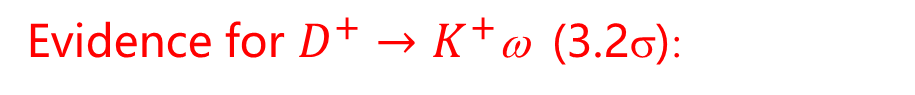 Evidence for D⁺ → K⁺ω (3.2σ):